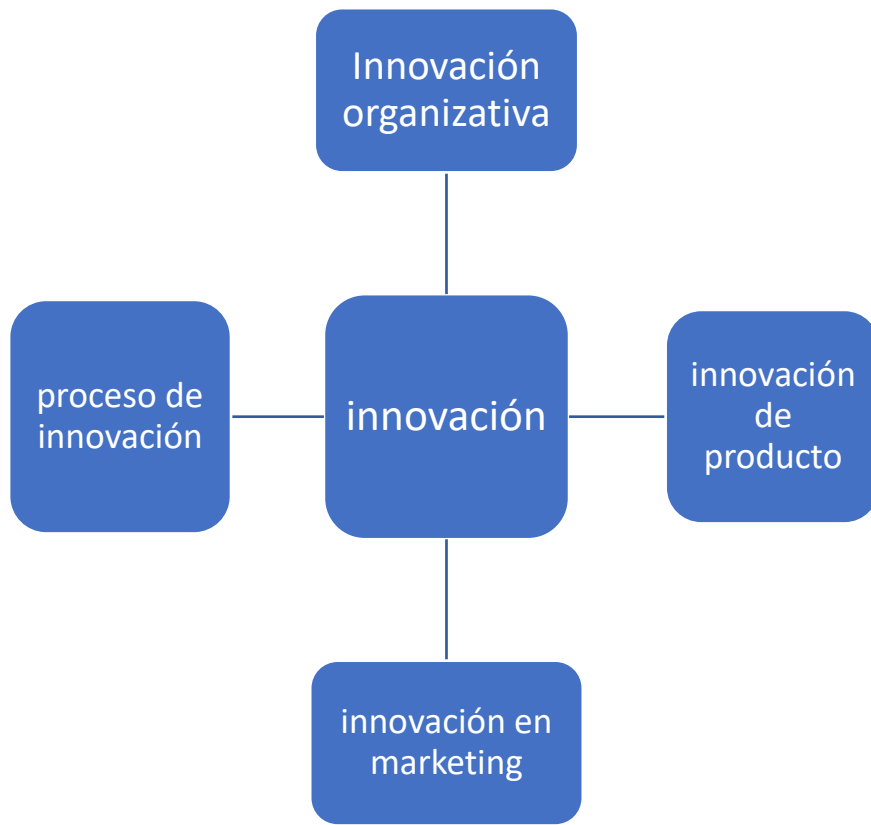 Innovación
organizativa
proceso de
innovación
innovación
innovación
de
producto
innovación en
marketing